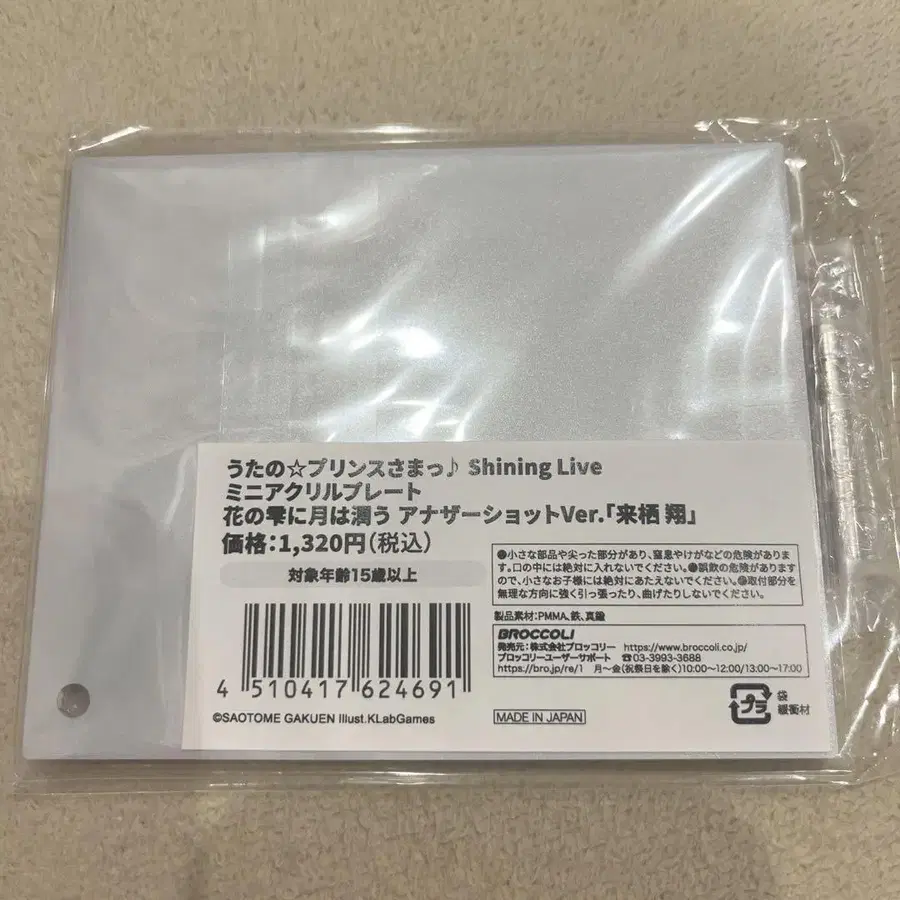 うたの☆プリンスさまっ♪ Shining Live
ミニアクリルプレート
花の雫に月は潤う アナザーショットVer.「来栖 翔」
価格:1,320円(税込)
対象年齢15歳以上
●小さな部品や尖った部分があり、窒息やけがなどの危険がありま
す。口の中には絶対に入れないでください。●誤飲の危険があります
ので、小さなお子様には絶対にあたえないでください。●取付部分を
無理な方向に強く引っ張ったり、曲げたりしないでください。
製品素材:PMMA、鉄、真鍮
BROCCOLI
発売元:株式会社ブロッコリー https://www.broccoli.co.jp/
ブロッコリーユーザーサポート ☎03-3993-3688
https://bro.jp/re/1 月～金(祝祭日を除く)10:00～12:00/13:00～17:00
4 510417 624691
©SAOTOME GAKUEN Illust.KLabGames
MADE IN JAPAN
プラ
袋
緩衝材